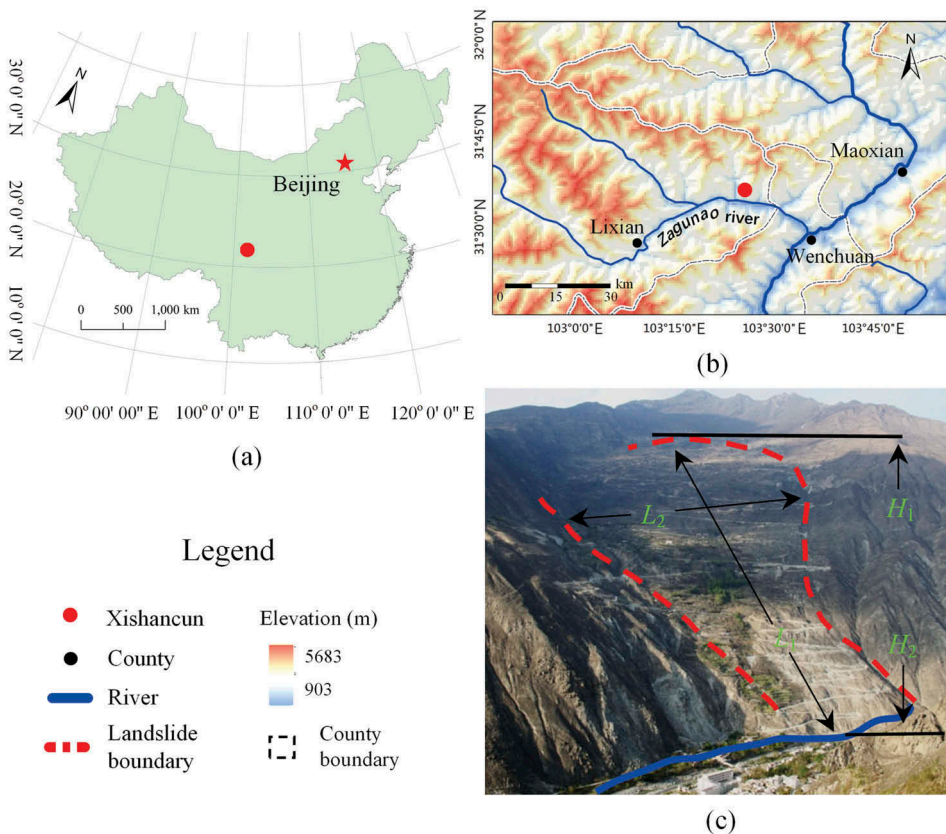 30° 0' 0" N
20° 0' 0" N
10° 0' 0" N
N
Beijing
0 500 1,000 km
90° 00' 00" E
100° 0' 0" E
110° 0' 0" E
120° 0' 0" E
(a)
32°0'0"N
31°45'0"N
31°30'0"N
N
Maoxian
Lixian
Zagunao river
Wenchuan
0 15 30
km
103°0'0"E
103°15'0"E
103°30'0"E
103°45'0"E
(b)
Legend
Xishancun
County
River
Landslide
boundary
Elevation (m)
5683
903
County
boundary
L2
H1
L1
H2
(c)